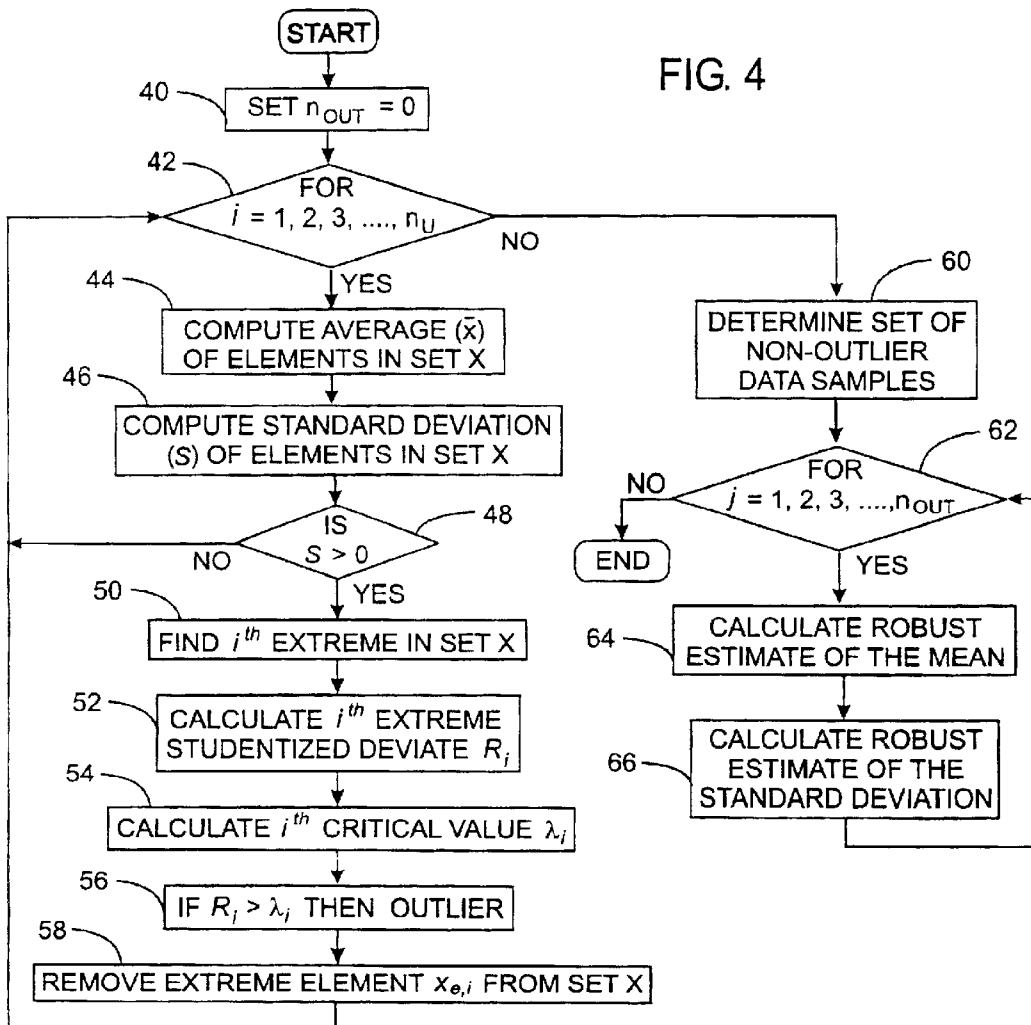 START
FIG. 4
40
SET n_OUT = 0
42
FOR
i = 1, 2, 3, ...., n_U
NO
YES
44
COMPUTE AVERAGE (x̄)
OF ELEMENTS IN SET X
46
COMPUTE STANDARD DEVIATION
(S) OF ELEMENTS IN SET X
IS
S > 0
48
NO
YES
50
FIND i^th EXTREME IN SET X
52
CALCULATE i^th EXTREME
STUDENTIZED DEVIATE R_i
54
CALCULATE i^th CRITICAL VALUE λ_i
56
IF R_i > λ_i THEN OUTLIER
58
REMOVE EXTREME ELEMENT x_e,i FROM SET X
60
DETERMINE SET OF
NON-OUTLIER
DATA SAMPLES
62
FOR
j = 1, 2, 3, ....,n_OUT
NO
END
YES
64
CALCULATE ROBUST
ESTIMATE OF THE MEAN
66
CALCULATE ROBUST
ESTIMATE OF THE
STANDARD DEVIATION